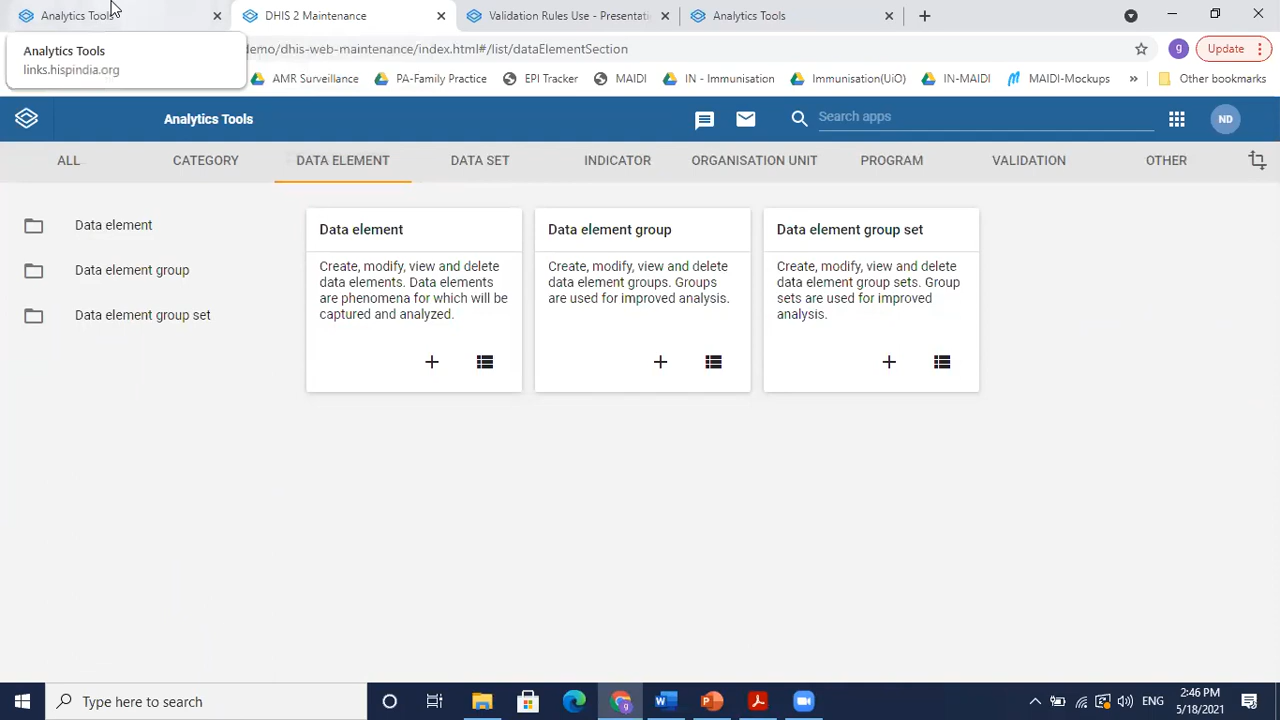 Analytics Tools
DHIS 2 Maintenance
Validation Rules Use - Presentati
Analytics Tools
Analytics Tools
links.hispindia.org
demo/dhis-web-maintenance/index.html#/list/dataElementSection
g
Update
AMR Surveillance
PA-Family Practice
EPI Tracker
MAIDI
IN - Immunisation
Immunisation(UiO)
IN-MAIDI
MAIDI-Mockups
Other bookmarks
Analytics Tools
Search apps
ND
ALL
CATEGORY
DATA ELEMENT
DATA SET
INDICATOR
ORGANISATION UNIT
PROGRAM
VALIDATION
OTHER
Data element
Data element group
Data element group set
Data element
Create, modify, view and delete
data elements. Data elements
are phenomena for which will be
captured and analyzed.
Data element group
Create, modify, view and delete
data element groups. Groups
are used for improved analysis.
Data element group set
Create, modify, view and delete
data element group sets. Group
sets are used for improved
analysis.
Type here to search
ENG
2:46 PM
5/18/2021